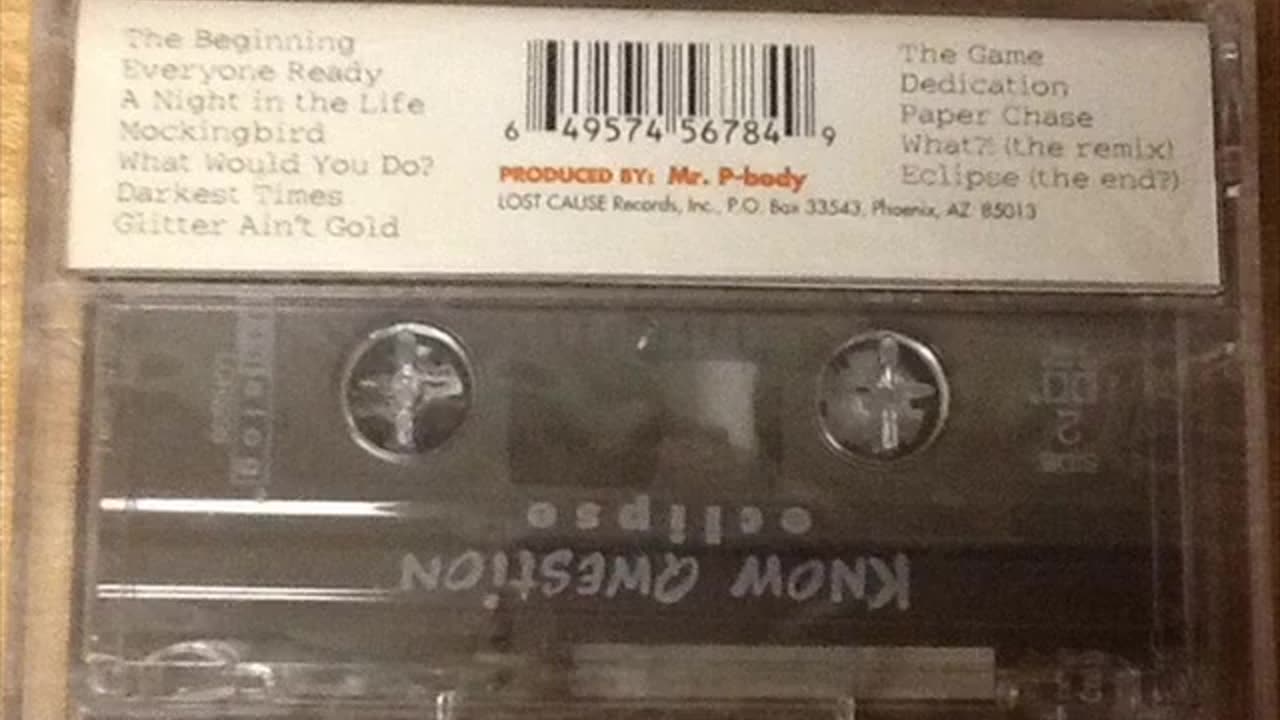 The Beginning
Everyone Ready
A Night in the Life
Mockingbird
What Would You Do?
Darkest Times
Glitter Ain't Gold
6 49574 56784 9
PRODUCED BY: Mr. P-body
LOST CAUSE Records, Inc., P.O. Box 33543, Phoenix, AZ 85013
The Game
Dedication
Paper Chase
What?! (the remix)
Eclipse (the end?)
eclipse
KNOW QWESTION